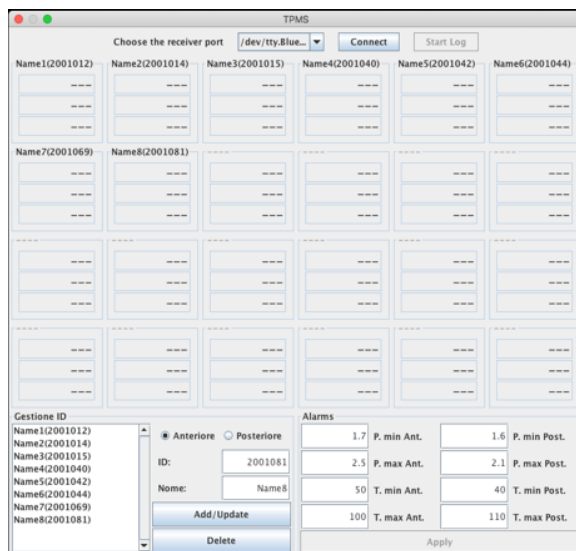 TPMS
Choose the receiver port /dev/tty.Blue... Connect Start Log
Name1(2001012) Name2(2001014) Name3(2001015) Name4(2001040) Name5(2001042) Name6(2001044)
--- --- --- --- --- ---
--- --- --- --- --- ---
--- --- --- --- --- ---
Name7(2001069) Name8(2001081) ---- ---- ---- ----
--- --- --- --- --- ---
--- --- --- --- --- ---
--- --- --- --- --- ---
---- ---- ---- ---- ---- ----
--- --- --- --- --- ---
--- --- --- --- --- ---
--- --- --- --- --- ---
---- ---- ---- ---- ---- ----
--- --- --- --- --- ---
--- --- --- --- --- ---
--- --- --- --- --- ---
Gestione ID
Name1(2001012)
Name2(2001014)
Name3(2001015)
Name4(2001040)
Name5(2001042)
Name6(2001044)
Name7(2001069)
Name8(2001081)
Anteriore Posteriore
ID: 2001081
Nome: Name8
Add/Update
Delete
Alarms
1.7 P. min Ant. 1.6 P. min Post.
2.5 P. max Ant. 2.1 P. max Post.
50 T. min Ant. 40 T. min Post.
100 T. max Ant. 110 T. max Post.
Apply